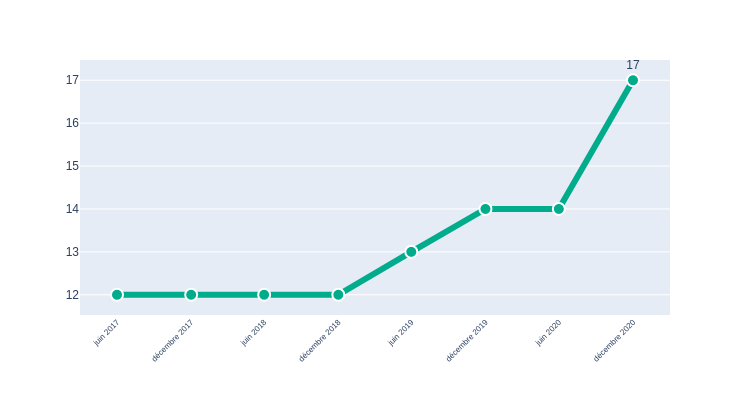 17
17
16
15
14
13
12
juin 2017
décembre 2017
juin 2018
décembre 2018
juin 2019
décembre 2019
juin 2020
décembre 2020